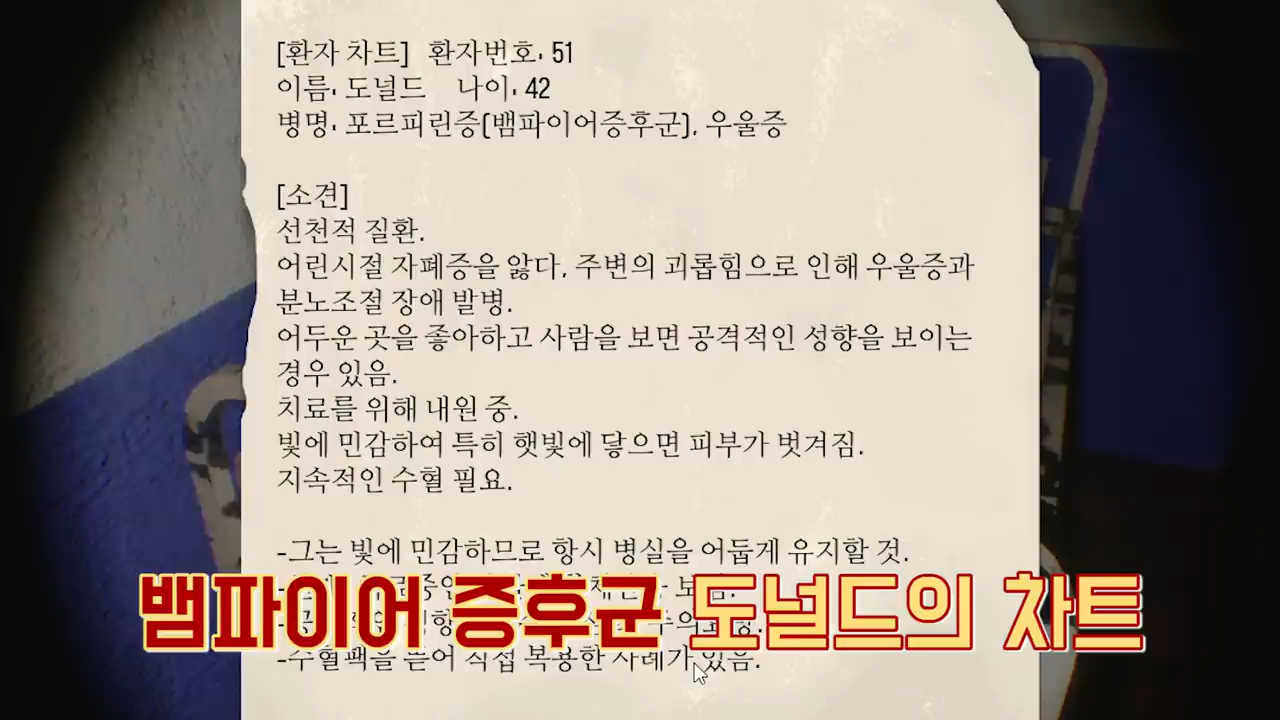 [환자 차트] 환자번호: 51
이름: 도널드 나이: 42
병명: 포르피린증(뱀파이어증후군), 우울증
[소견]
선천적 질환.
어린시절 자폐증을 앓다, 주변의 괴롭힘으로 인해 우울증과
분노조절 장애 발병.
어두운 곳을 좋아하고 사람을 보면 공격적인 성향을 보이는
경우 있음.
치료를 위해 내원 중.
빛에 민감하여 특히 햇빛에 닿으면 피부가 벗겨짐.
지속적인 수혈 필요.
-그는 빛에 민감하므로 항시 병실을 어둡게 유지할 것.
뱀파이어 증후군 도널드의 차트
-수혈팩을 뜯어 직접 복용한 사례가 있음.